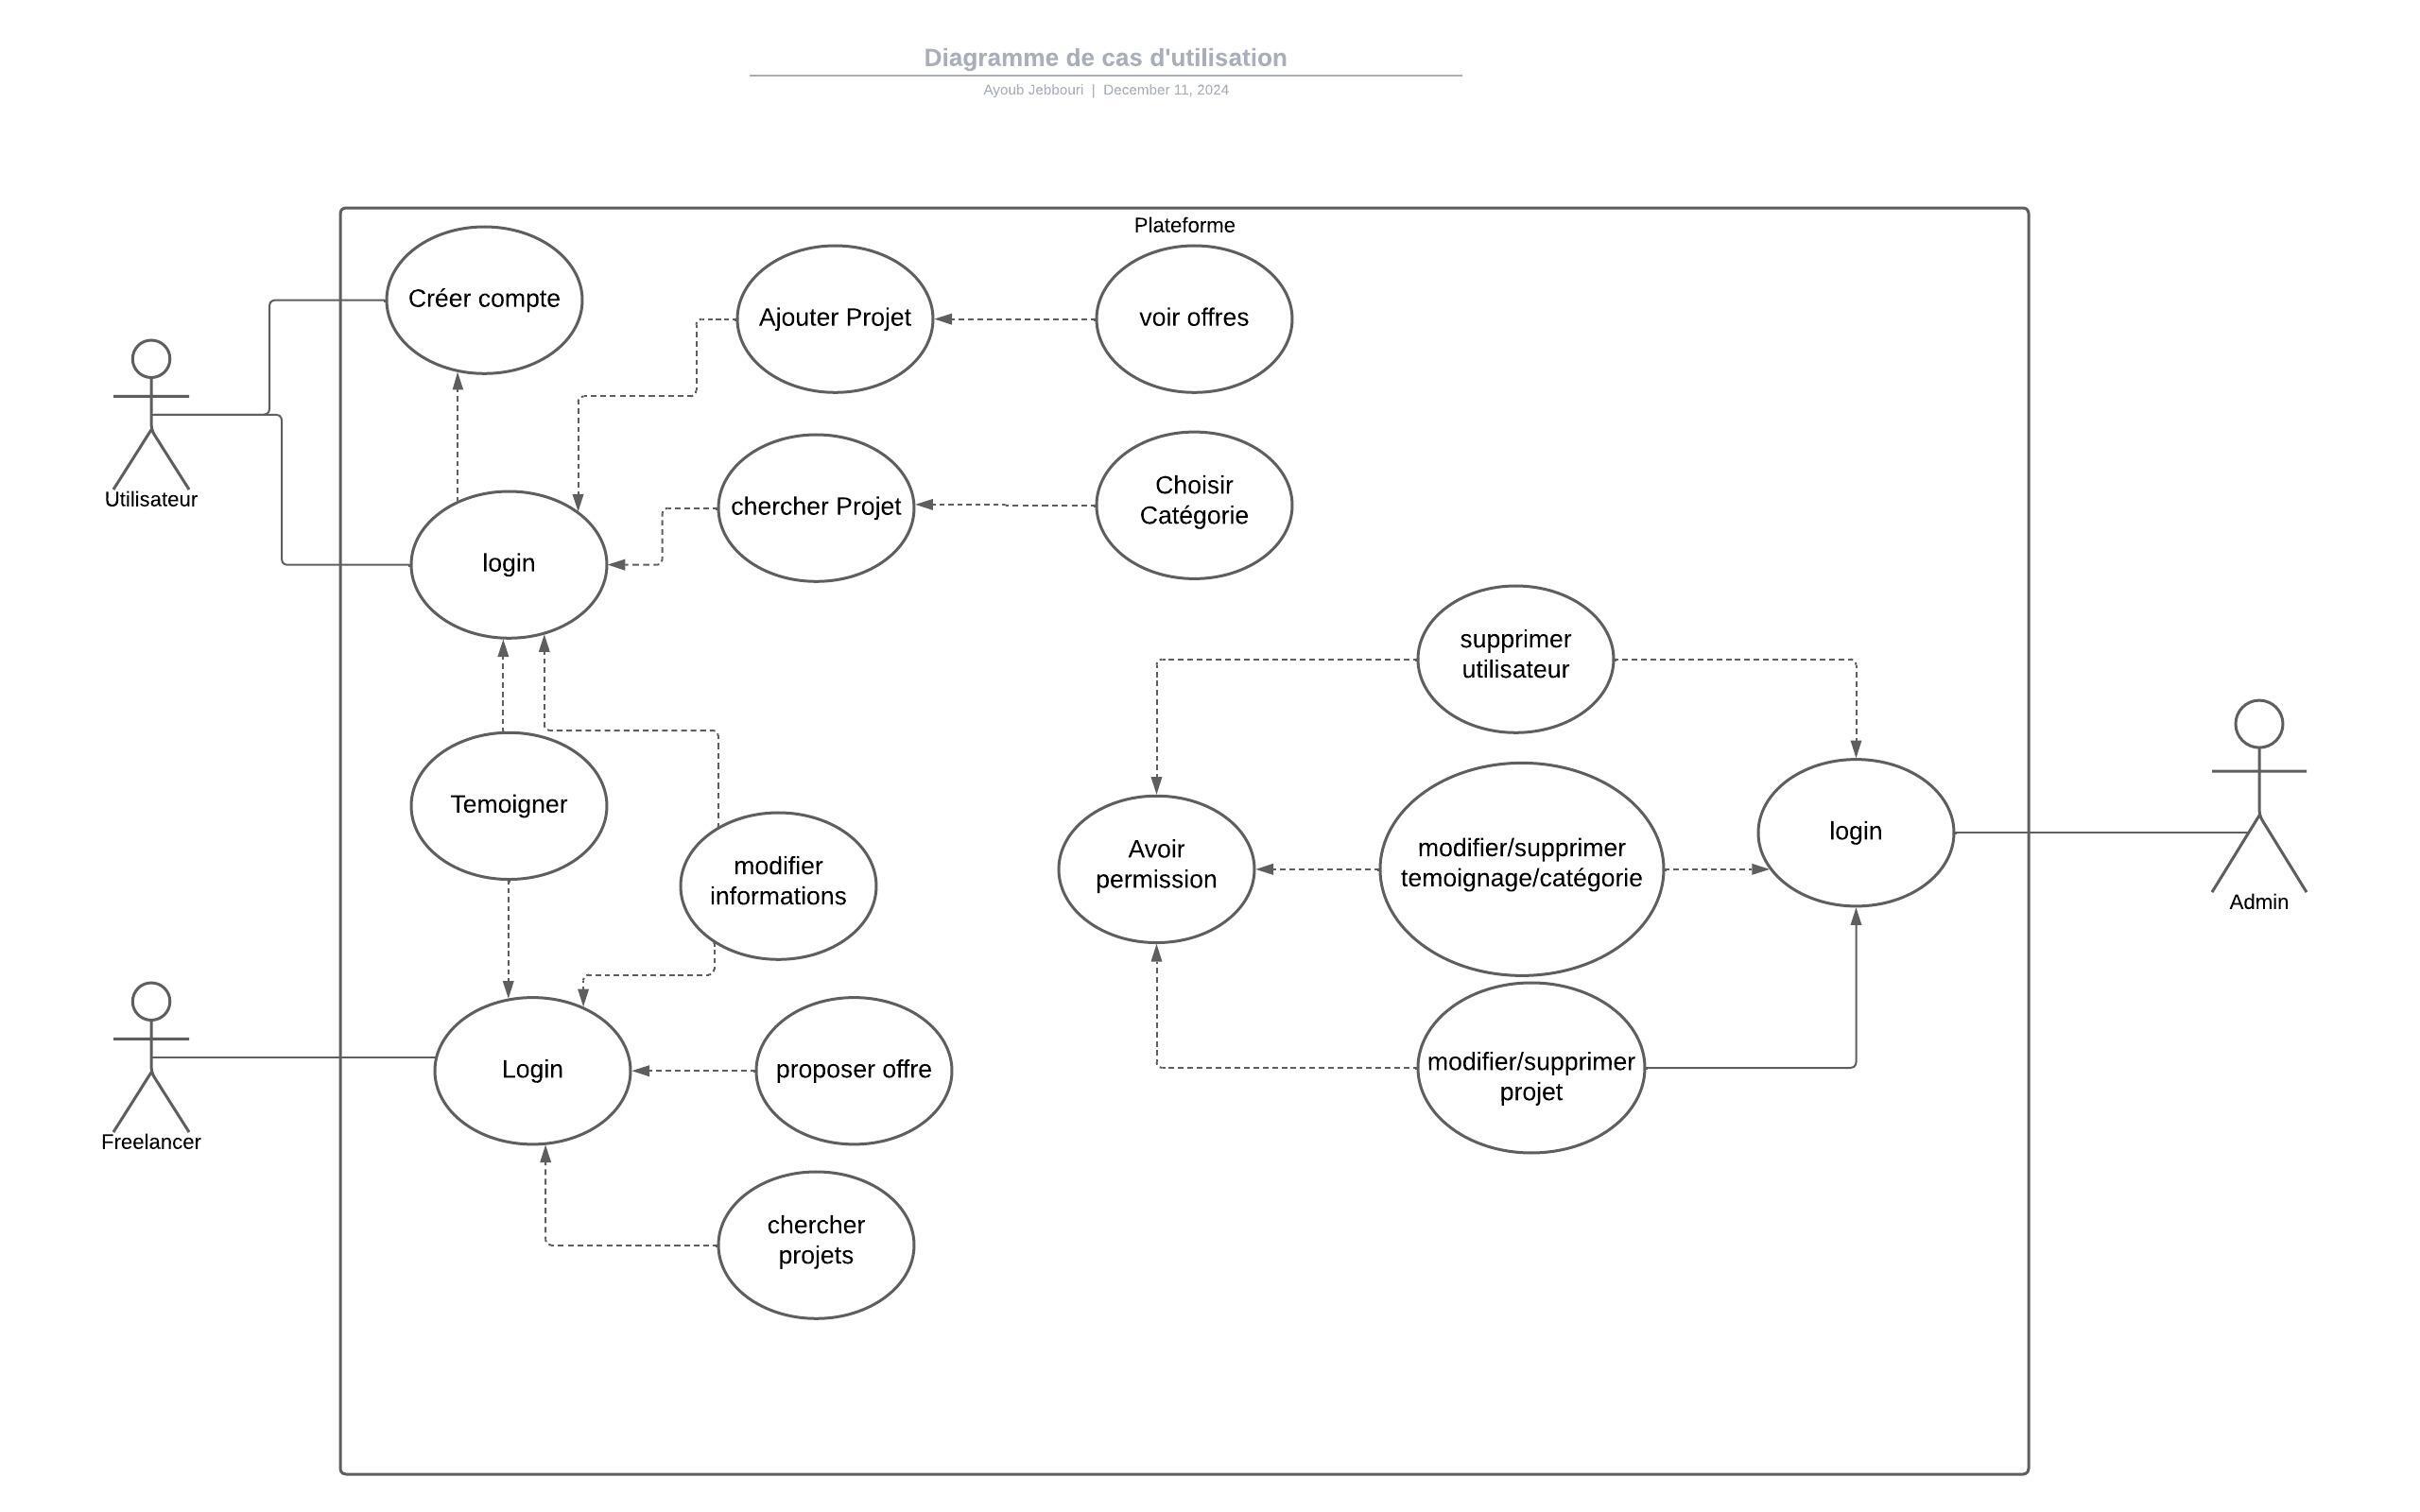 Diagramme de cas d'utilisation
Ayoub Jebbouri | December 11, 2024
Plateforme
Créer compte
Ajouter Projet
voir offres
Utilisateur
login
chercher Projet
Choisir
Catégorie
supprimer
utilisateur
Temoigner
modifier
informations
Avoir
permission
modifier/supprimer
temoignage/catégorie
login
Admin
Freelancer
Login
proposer offre
modifier/supprimer
projet
chercher
projets